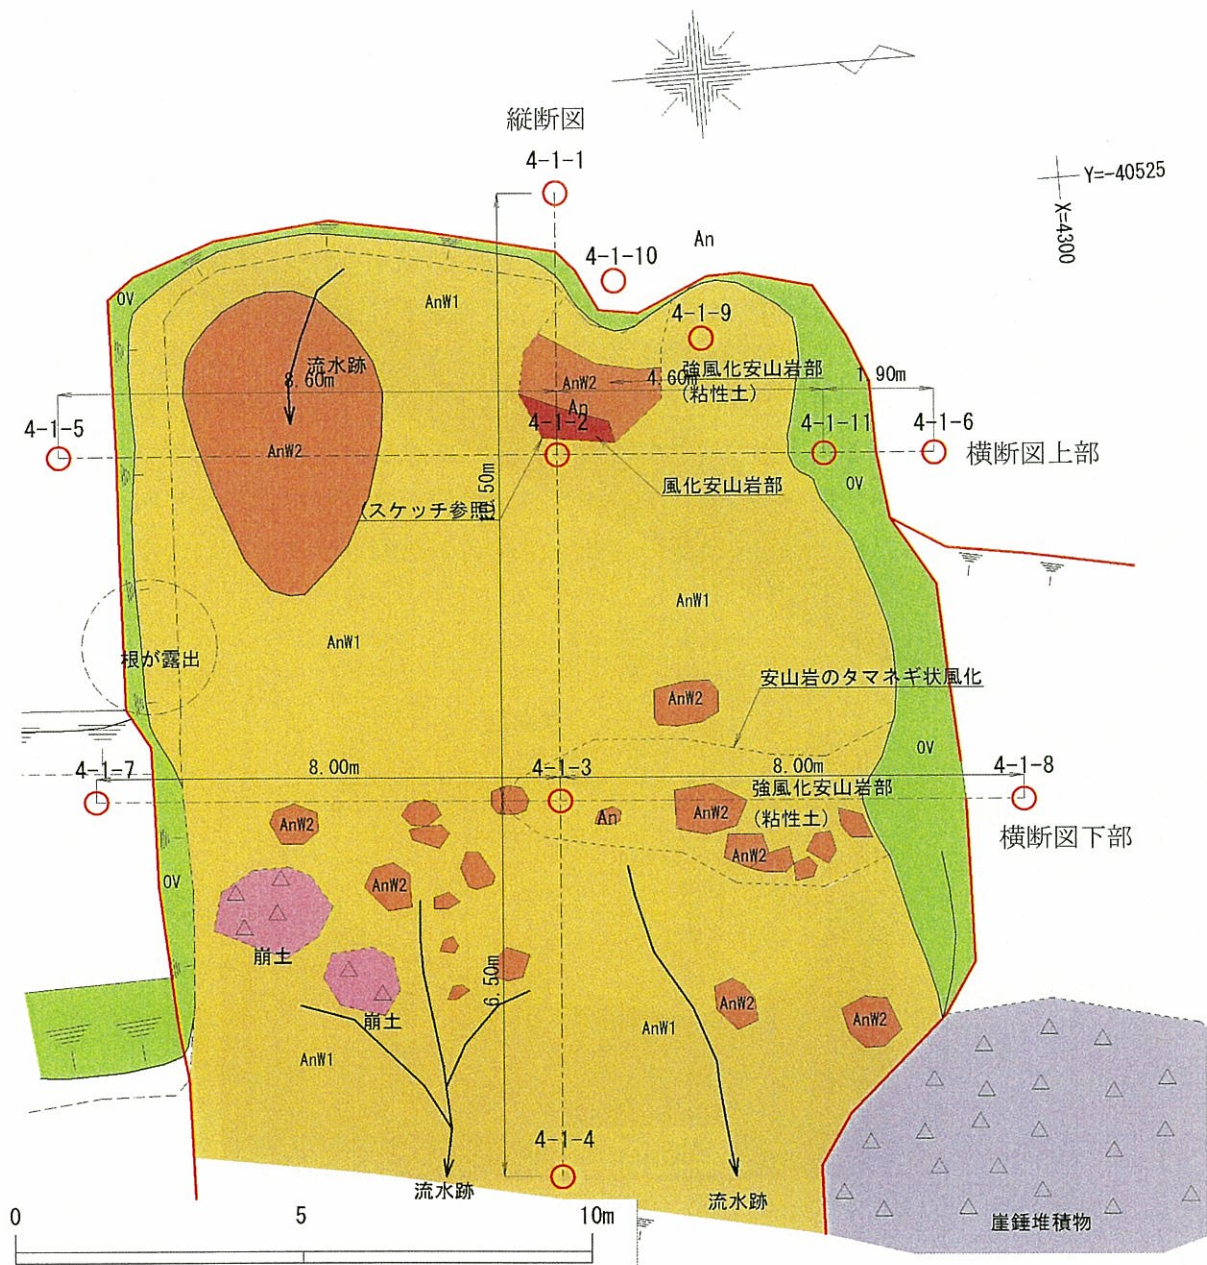 縦断図
4-1-1
Y=-40525
X=4300
An
4-1-10
OV
AnW1
4-1-9
流水跡
8.60m
AnW2
4.60m
強風化安山岩部
(粘性土)
1.90m
An
4-1-5
4-1-2
4-1-11
4-1-6
横断図上部
AnW2
風化安山岩部
OV
(スケッチ参照)
AnW1
AnW1
根が露出
安山岩のタマネギ状風化
AnW2
OV
4-1-7
8.00m
4-1-3
8.00m
4-1-8
強風化安山岩部
(粘性土)
AnW2
An
AnW2
横断図下部
AnW2
OV
AnW2
崩土
6.50m
崩土
AnW2
AnW2
AnW1
AnW1
4-1-4
流水跡
流水跡
崖錘堆積物
0 5 10m